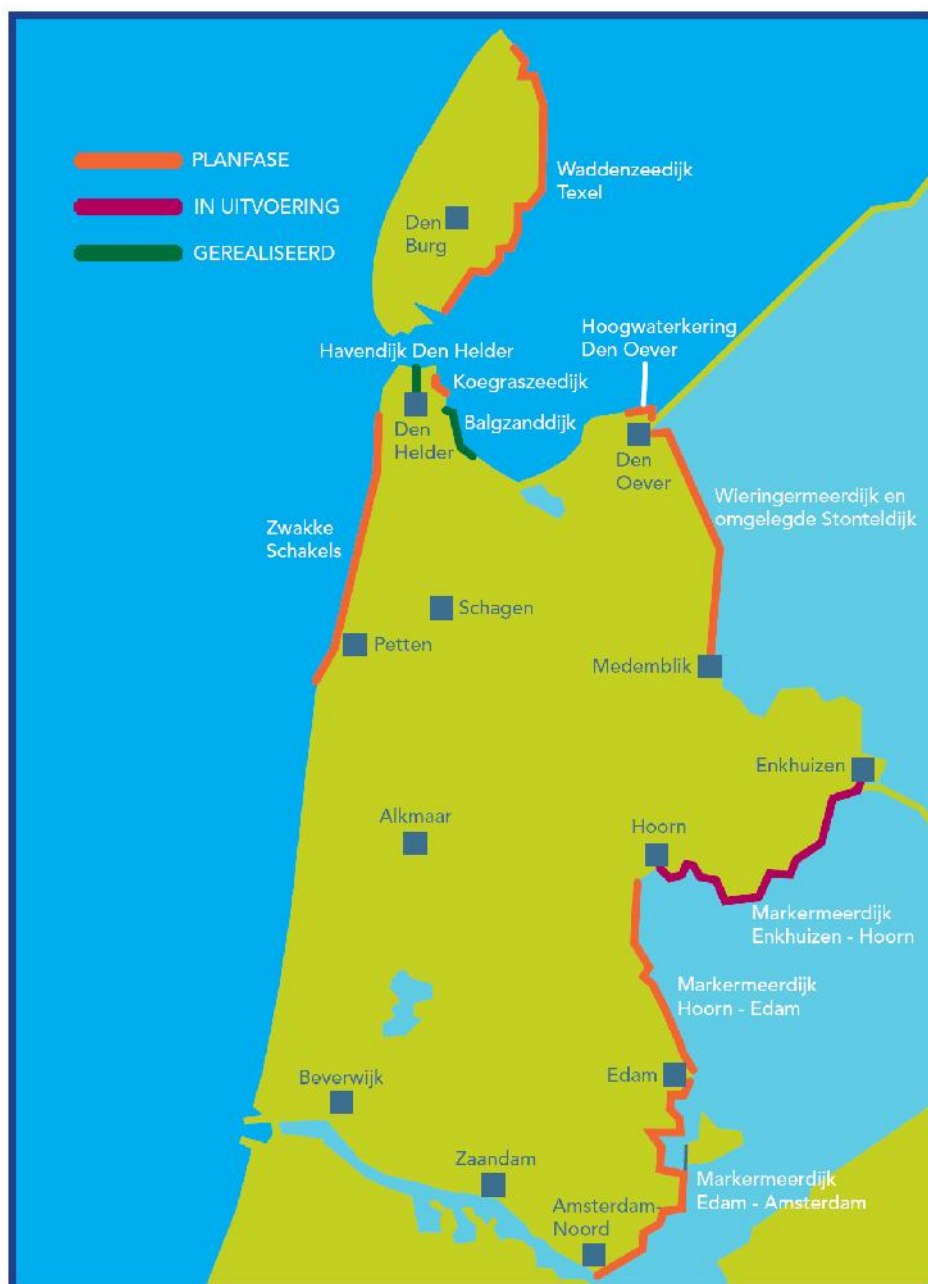 PLANFASE
IN UITVOERING
GEREALISEERD
Waddenzeedijk
Texel
Den
Burg
Hoogwaterkering
Den Oever
Havendijk Den Helder
Koegraszeedijk
Balgzanddijk
Den
Helder
Den
Oever
Wieringermeerdijk en
omgelegde Stonteldijk
Zwakke
Schakels
Schagen
Petten
Medemblik
Enkhuizen
Alkmaar
Hoorn
Markermeerdijk
Enkhuizen - Hoorn
Markermeerdijk
Hoorn - Edam
Edam
Beverwijk
Zaandam
Markermeerdijk
Edam - Amsterdam
Amsterdam-
Noord